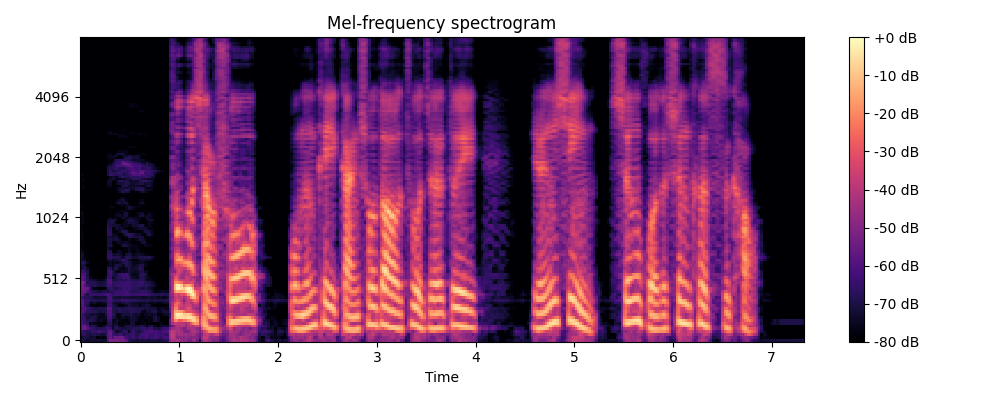 Mel-frequency spectrogram
Hz
4096
2048
1024
512
0
0 1 2 3 4 5 6 7
Time
+0 dB
-10 dB
-20 dB
-30 dB
-40 dB
-50 dB
-60 dB
-70 dB
-80 dB